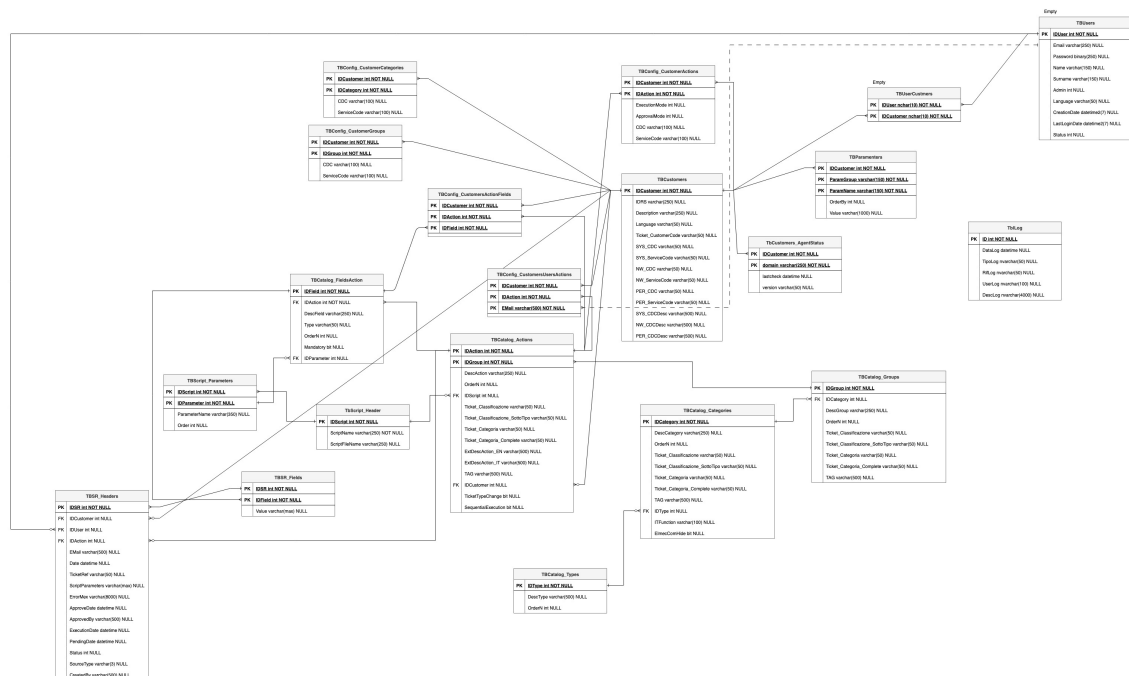 Empty
TBUsers
PK IDUser int NOT NULL
Email varchar(250) NULL
Password binary(250) NULL
Name varchar(150) NULL
Surname varchar(150) NULL
Admin int NULL
Language varchar(50) NULL
CreationDate datetime2(7) NULL
LastLoginDate datetime2(7) NULL
Status int NULL
TBConfig_CustomerCategories
PK IDCustomer int NOT NULL
PK IDCategory int NOT NULL
CDC varchar(100) NULL
ServiceCode varchar(100) NULL
TBConfig_CustomerActions
PK IDCustomer int NOT NULL
PK IDAction int NOT NULL
ExecutionMode int NULL
ApprovalMode int NULL
CDC varchar(100) NULL
ServiceCode varchar(100) NULL
Empty
TBUserCustmers
PK IDUser nchar(10) NOT NULL
PK IDCustomer nchar(10) NOT NULL
TBConfig_CustomerGroups
PK IDCustomer int NOT NULL
PK IDGroup int NOT NULL
CDC varchar(100) NULL
ServiceCode varchar(100) NULL
TBParamenters
PK IDCustomer int NOT NULL
PK ParamGroup varchar(150) NOT NULL
PK ParamName varchar(150) NOT NULL
OrderBy int NULL
Value varchar(1000) NULL
TBCustomers
PK IDCustomer int NOT NULL
IDRS varchar(250) NULL
Description varchar(250) NULL
Language varchar(50) NULL
Ticket_CustomerCode varchar(50) NULL
SYS_CDC varchar(50) NULL
SYS_ServiceCode varchar(50) NULL
NW_CDC varchar(50) NULL
NW_ServiceCode varchar(50) NULL
PER_CDC varchar(50) NULL
PER_ServiceCode varchar(50) NULL
SYS_CDCDesc varchar(500) NULL
NW_CDCDesc varchar(500) NULL
PER_CDCDesc varchar(500) NULL
TBConfig_CustomersActionFields
PK IDCustomer int NOT NULL
PK IDAction int NOT NULL
PK IDField int NOT NULL
TblLog
PK ID int NOT NULL
DataLog datetime NULL
TipoLog nvarchar(50) NULL
RifLog nvarchar(50) NULL
UserLog nvarchar(100) NULL
DescLog nvarchar(4000) NULL
TbCustomers_AgentStatus
PK IDCustomer int NOT NULL
PK domain varchar(250) NOT NULL
lastcheck datetime NULL
version varchar(50) NULL
TBConfig_CustomersUsersActions
PK IDCustomer int NOT NULL
PK IDAction int NOT NULL
PK EMail varchar(500) NOT NULL
TBCatalog_FieldsAction
PK IDField int NOT NULL
FK IDAction int NOT NULL
DescField varchar(250) NULL
Type varchar(50) NULL
OrderN int NULL
Mandatory bit NULL
FK IDParameter int NULL
TBCatalog_Actions
PK IDAction int NOT NULL
PK IDGroup int NOT NULL
DescAction varchar(250) NULL
OrderN int NULL
FK IDScript int NULL
Ticket_Classificazione varchar(50) NULL
Ticket_Classificazione_SottoTipo varchar(50) NULL
Ticket_Categoria varchar(50) NULL
Ticket_Categoria_Complete varchar(50) NULL
ExtDescAction_EN varchar(500) NULL
ExtDescAction_IT varchar(500) NULL
TAG varchar(500) NULL
FK IDCustomer int NULL
TicketTypeChange bit NULL
SequentialExecution bit NULL
TBCatalog_Groups
PK IDGroup int NOT NULL
FK IDCategory int NULL
DescGroup varchar(250) NULL
OrderN int NULL
Ticket_Classificazione varchar(50) NULL
Ticket_Classificazione_SottoTipo varchar(50) NULL
Ticket_Categoria varchar(50) NULL
Ticket_Categoria_Complete varchar(50) NULL
TAG varchar(500) NULL
TBScript_Parameters
PK IDScript int NOT NULL
PK IDParameter int NOT NULL
ParameterName varchar(250) NULL
Order int NULL
TbScript_Header
PK IDScript int NOT NULL
ScriptName varchar(250) NOT NULL
ScriptFileName varchar(250) NULL
TBCatalog_Categories
PK IDCategory int NOT NULL
DescCategory varchar(250) NULL
OrderN int NULL
Ticket_Classificazione varchar(50) NULL
Ticket_Classificazione_SottoTipo varchar(50) NULL
Ticket_Categoria varchar(50) NULL
Ticket_Categoria_Complete varchar(50) NULL
TAG varchar(500) NULL
FK IDType int NULL
ITFunction varchar(100) NULL
ElmecComHide bit NULL
TBSR_Fields
PK IDSR int NOT NULL
PK IDField int NOT NULL
Value varchar(max) NULL
TBSR_Headers
PK IDSR int NOT NULL
FK IDCustomer int NULL
FK IDUser int NULL
FK IDAction int NULL
EMail varchar(500) NULL
Date datetime NULL
TicketRef varchar(50) NULL
ScriptParameters varchar(max) NULL
ErrorMex varchar(8000) NULL
ApproveDate datetime NULL
ApprovedBy varchar(500) NULL
ExecutionDate datetime NULL
PendingDate datetime NULL
Status int NULL
SourceType varchar(3) NULL
CreatedBy varchar(500) NULL
TBCatalog_Types
PK IDType int NOT NULL
DescType varchar(500) NULL
OrderN int NULL